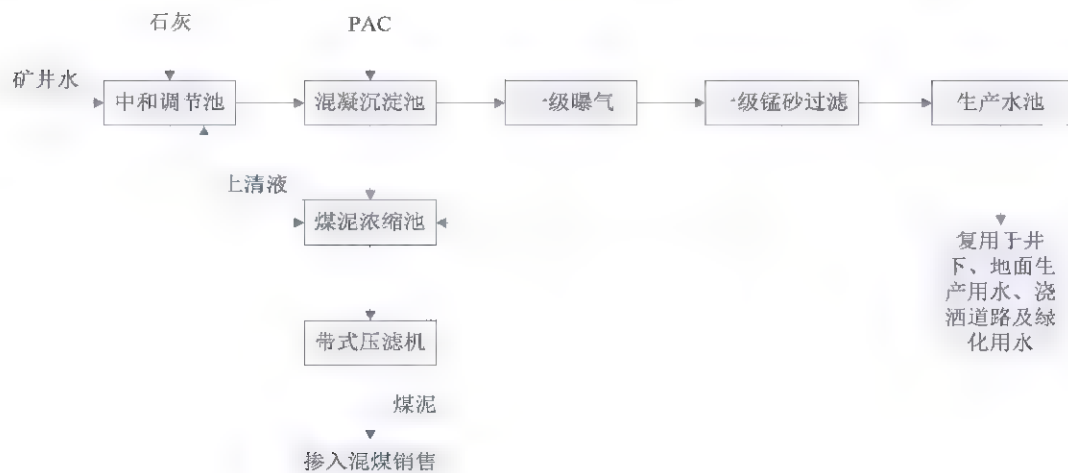 石灰
PAC
矿井水
中和调节池
混凝沉淀池
一级曝气
一级锰砂过滤
生产水池
上清液
煤泥浓缩池
复用于井
下、地面生
产用水、浇
洒道路及绿
化用水
带式压滤机
煤泥
掺入混煤销售